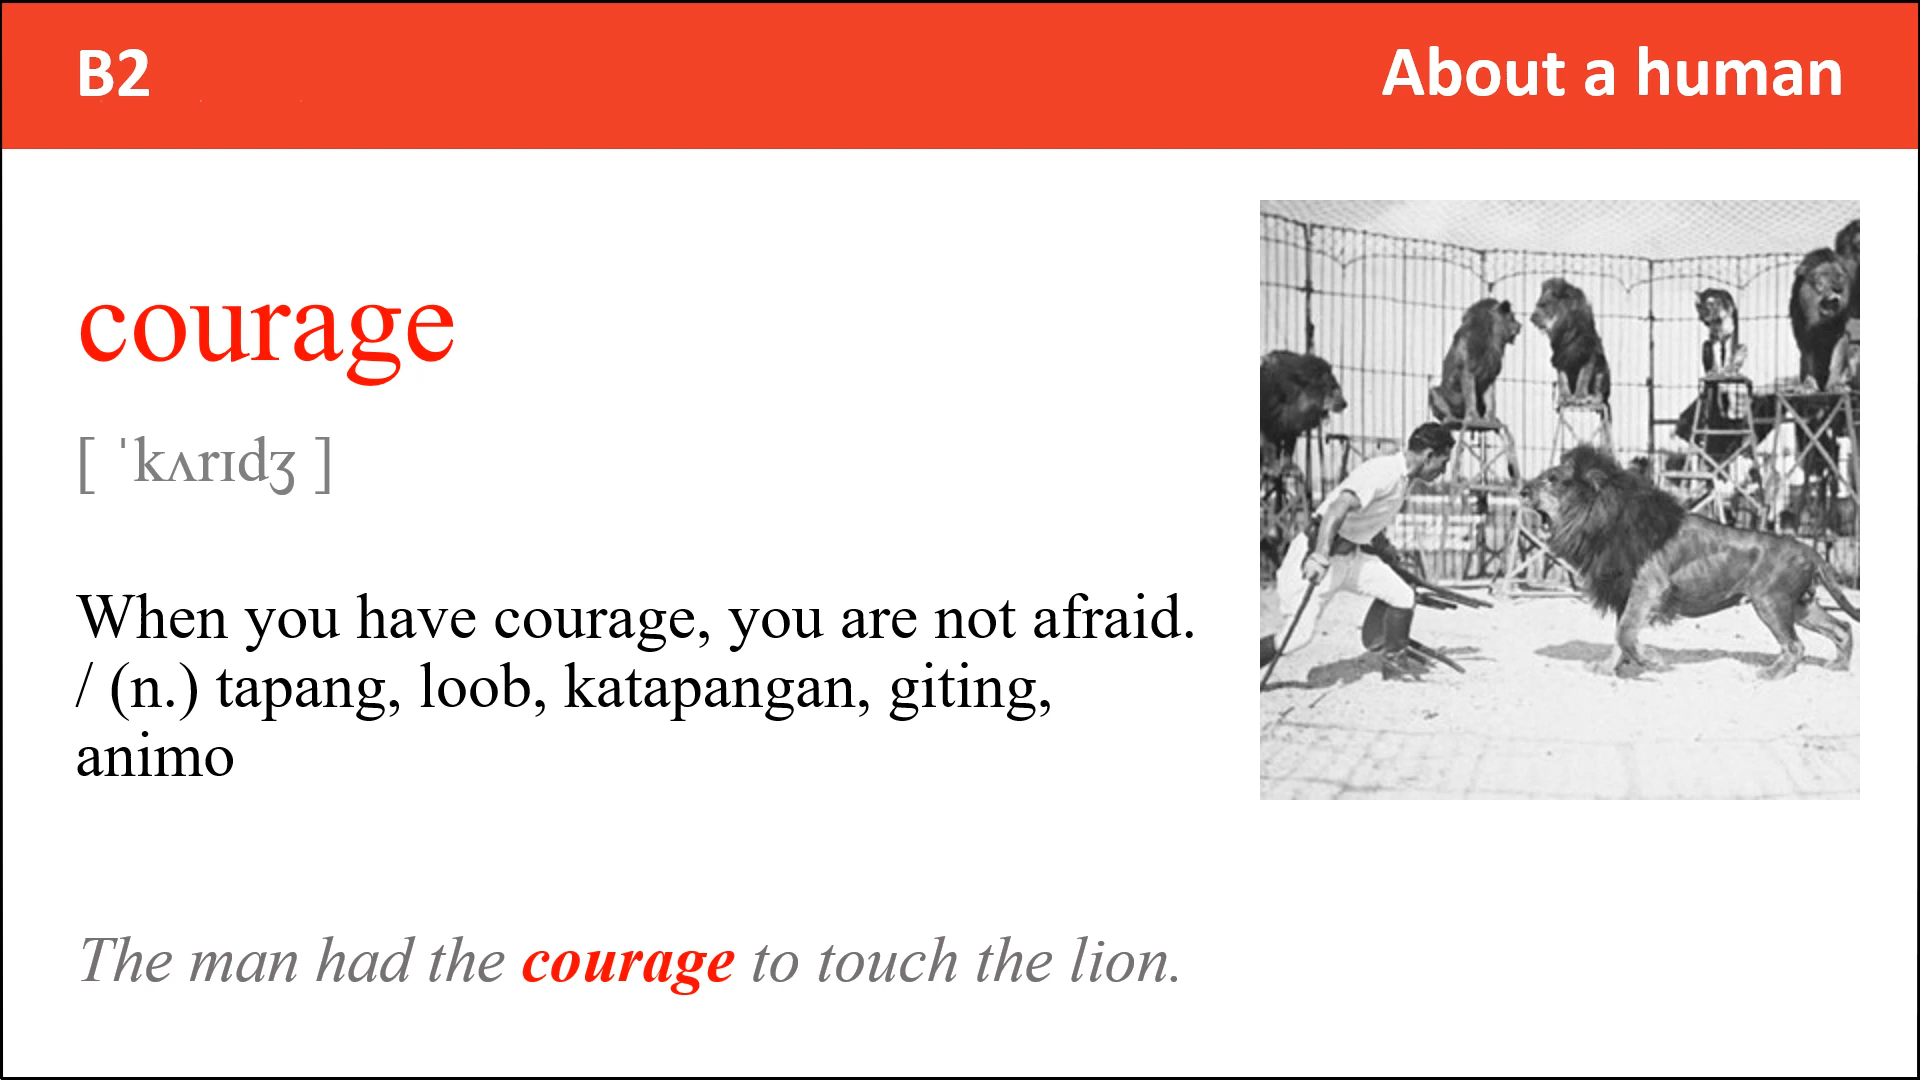 B2
About a human
courage
[ ˈkʌrɪdʒ ]
When you have courage, you are not afraid.
/ (n.) tapang, loob, katapangan, giting,
animo
The man had the courage to touch the lion.